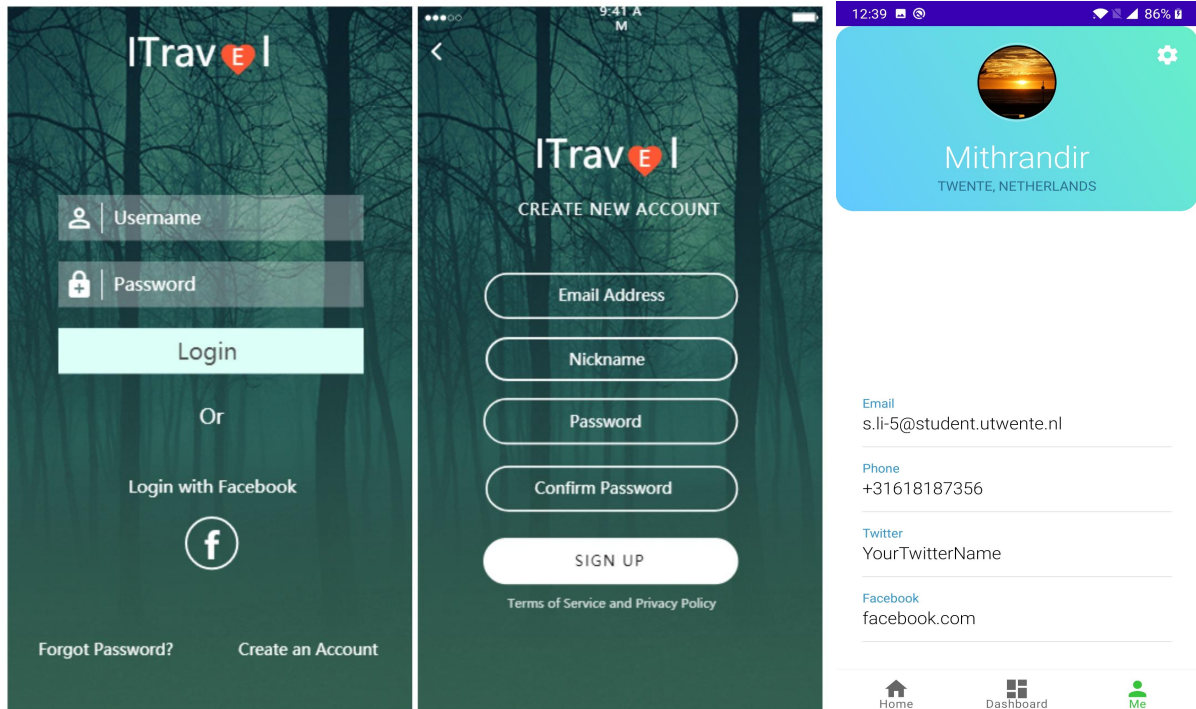 ITravEl
Username
Password
Login
Or
Login with Facebook
f
Forgot Password? Create an Account
9:41 A
M
ITravEl
CREATE NEW ACCOUNT
Email Address
Nickname
Password
Confirm Password
SIGN UP
Terms of Service and Privacy Policy
12:39 86%
Mithrandir
TWENTE, NETHERLANDS
Email
s.li-5@student.utwente.nl
Phone
+31618187356
Twitter
YourTwitterName
Facebook
facebook.com
Home Dashboard Me